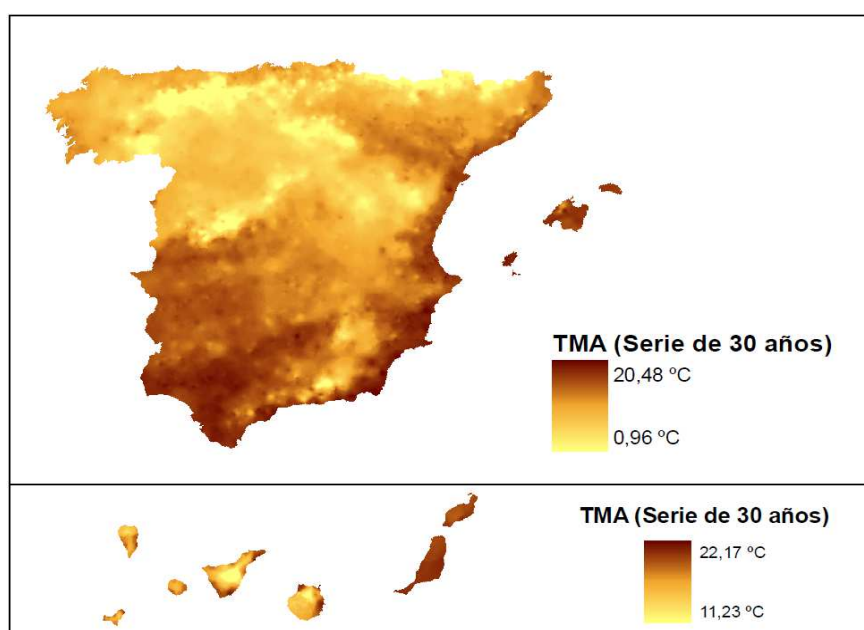 TMA (Serie de 30 años)
20,48 ºC
0,96 ºC
TMA (Serie de 30 años)
22,17 ºC
11,23 ºC